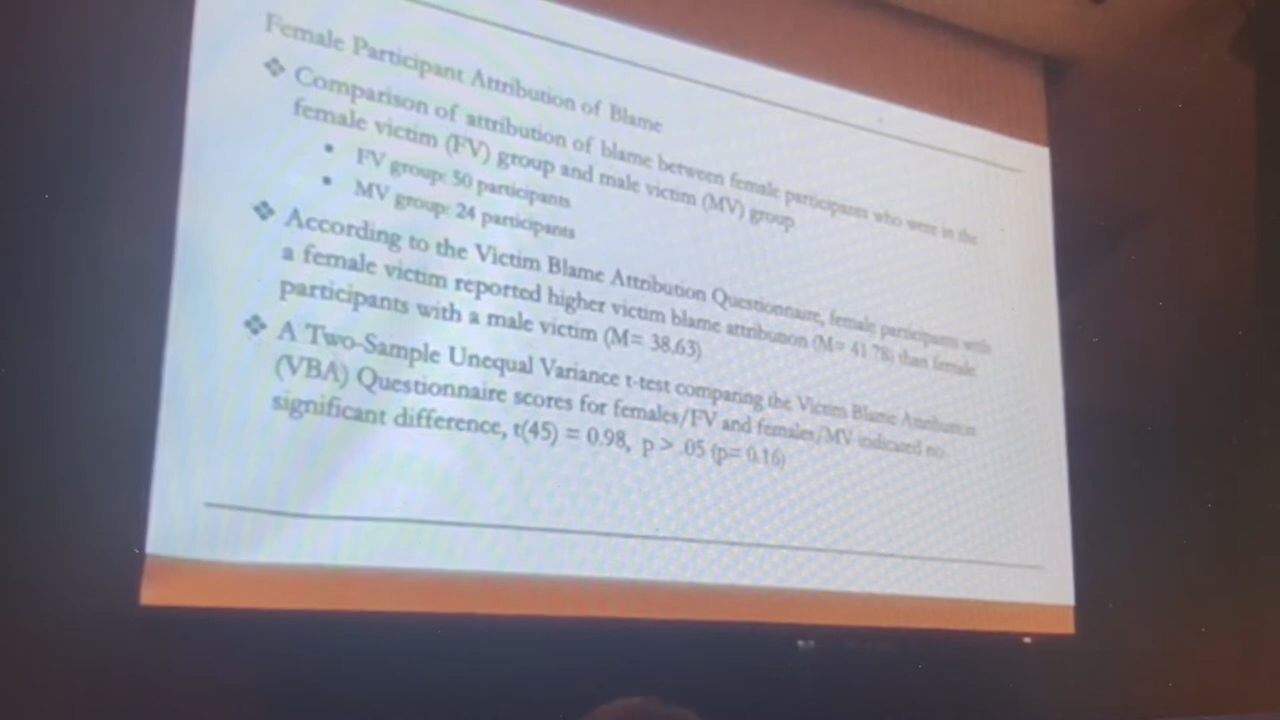 Female Participant Attribution of Blame
❖ Comparison of attribution of blame between female participants who were in the
female victim (FV) group and male victim (MV) group
• FV group: 50 participants
• MV group: 24 participants
❖ According to the Victim Blame Attribution Questionnaire, female participants with
a female victim reported higher victim blame attribution (M= 41.78) than female
participants with a male victim (M= 38.63)
❖ A Two-Sample Unequal Variance t-test comparing the Victim Blame Attribution
(VBA) Questionnaire scores for females/FV and females/MV indicated no
significant difference, t(45) = 0.98, p > .05 (p= 0.16)